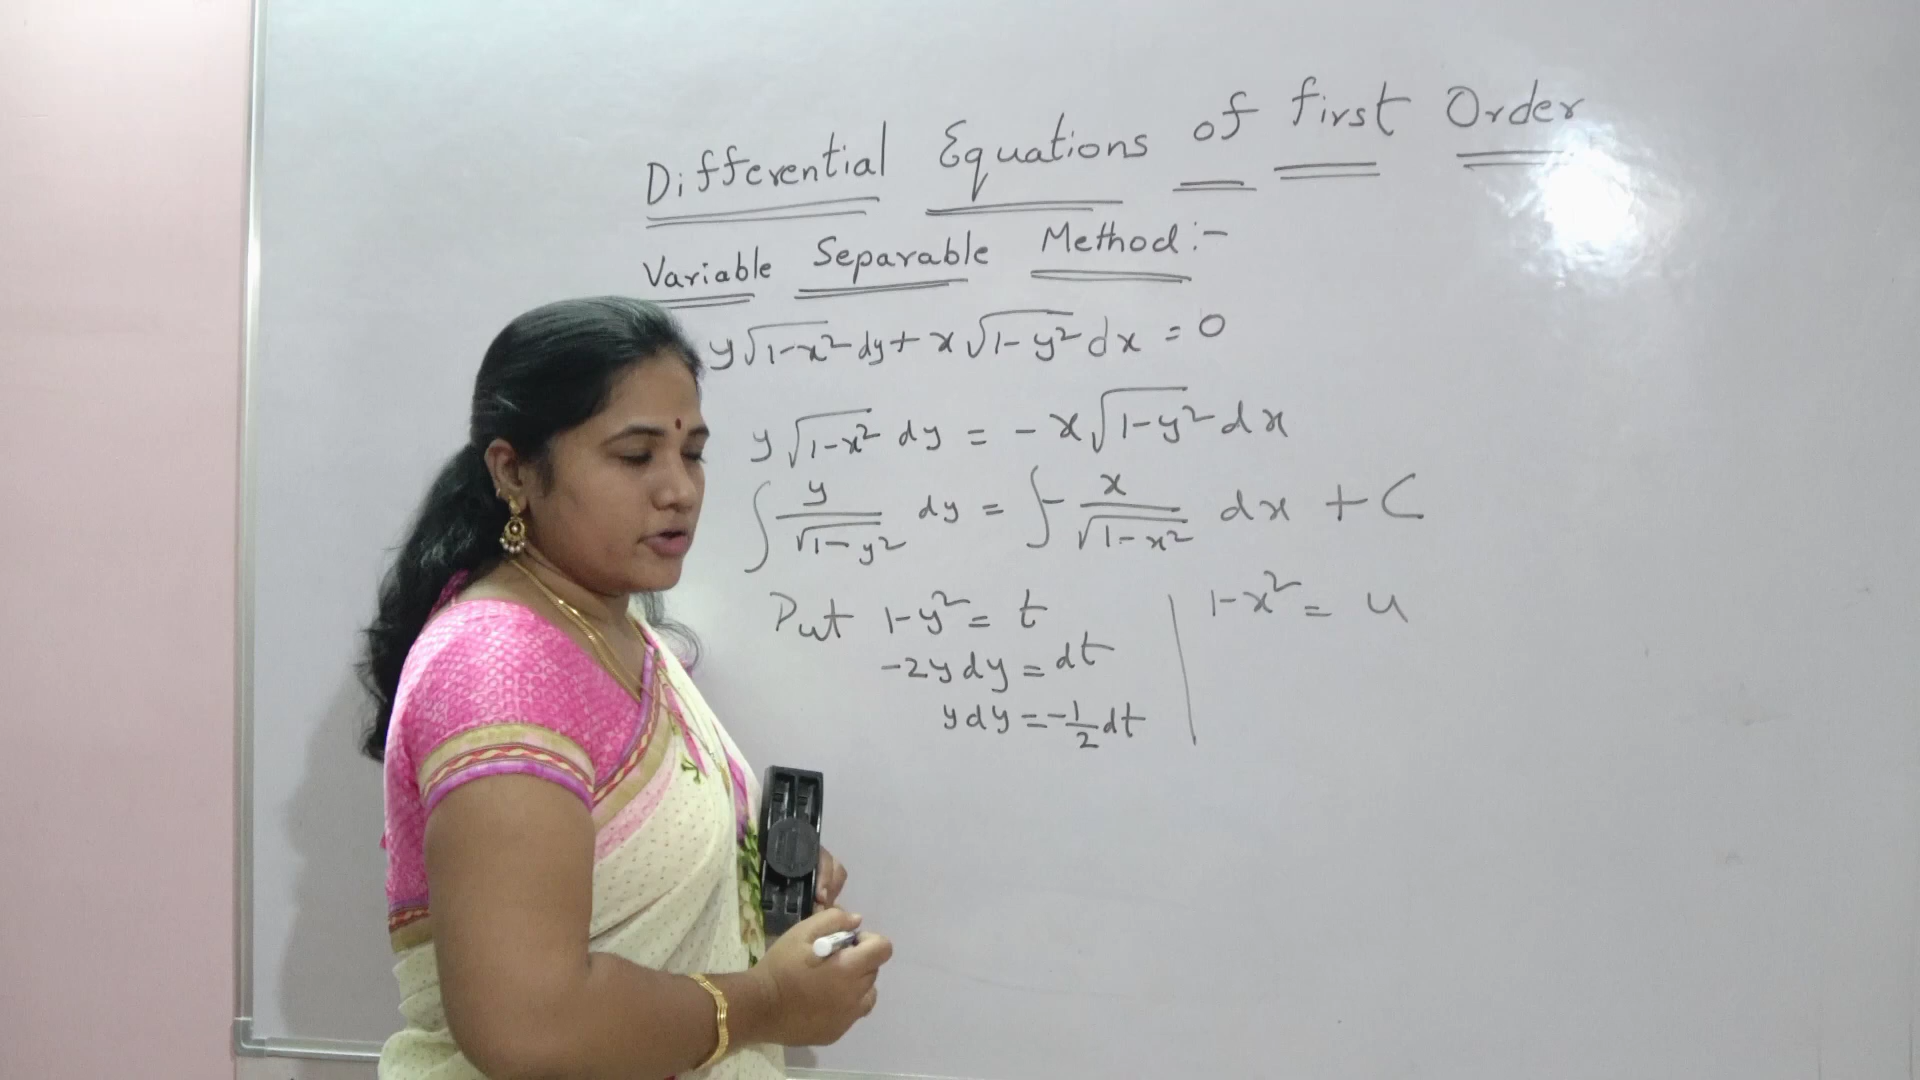 Differential Equations of first Order
Variable Separable Method:-
y√1-x² dy + x√1-y² dx = 0
y√1-x² dy = - x√1-y² dx
∫ y/√1-y² dy = ∫- x/√1-x² dx + C
Put 1-y² = t | 1-x² = u
-2y dy = dt
y dy = -1/2 dt